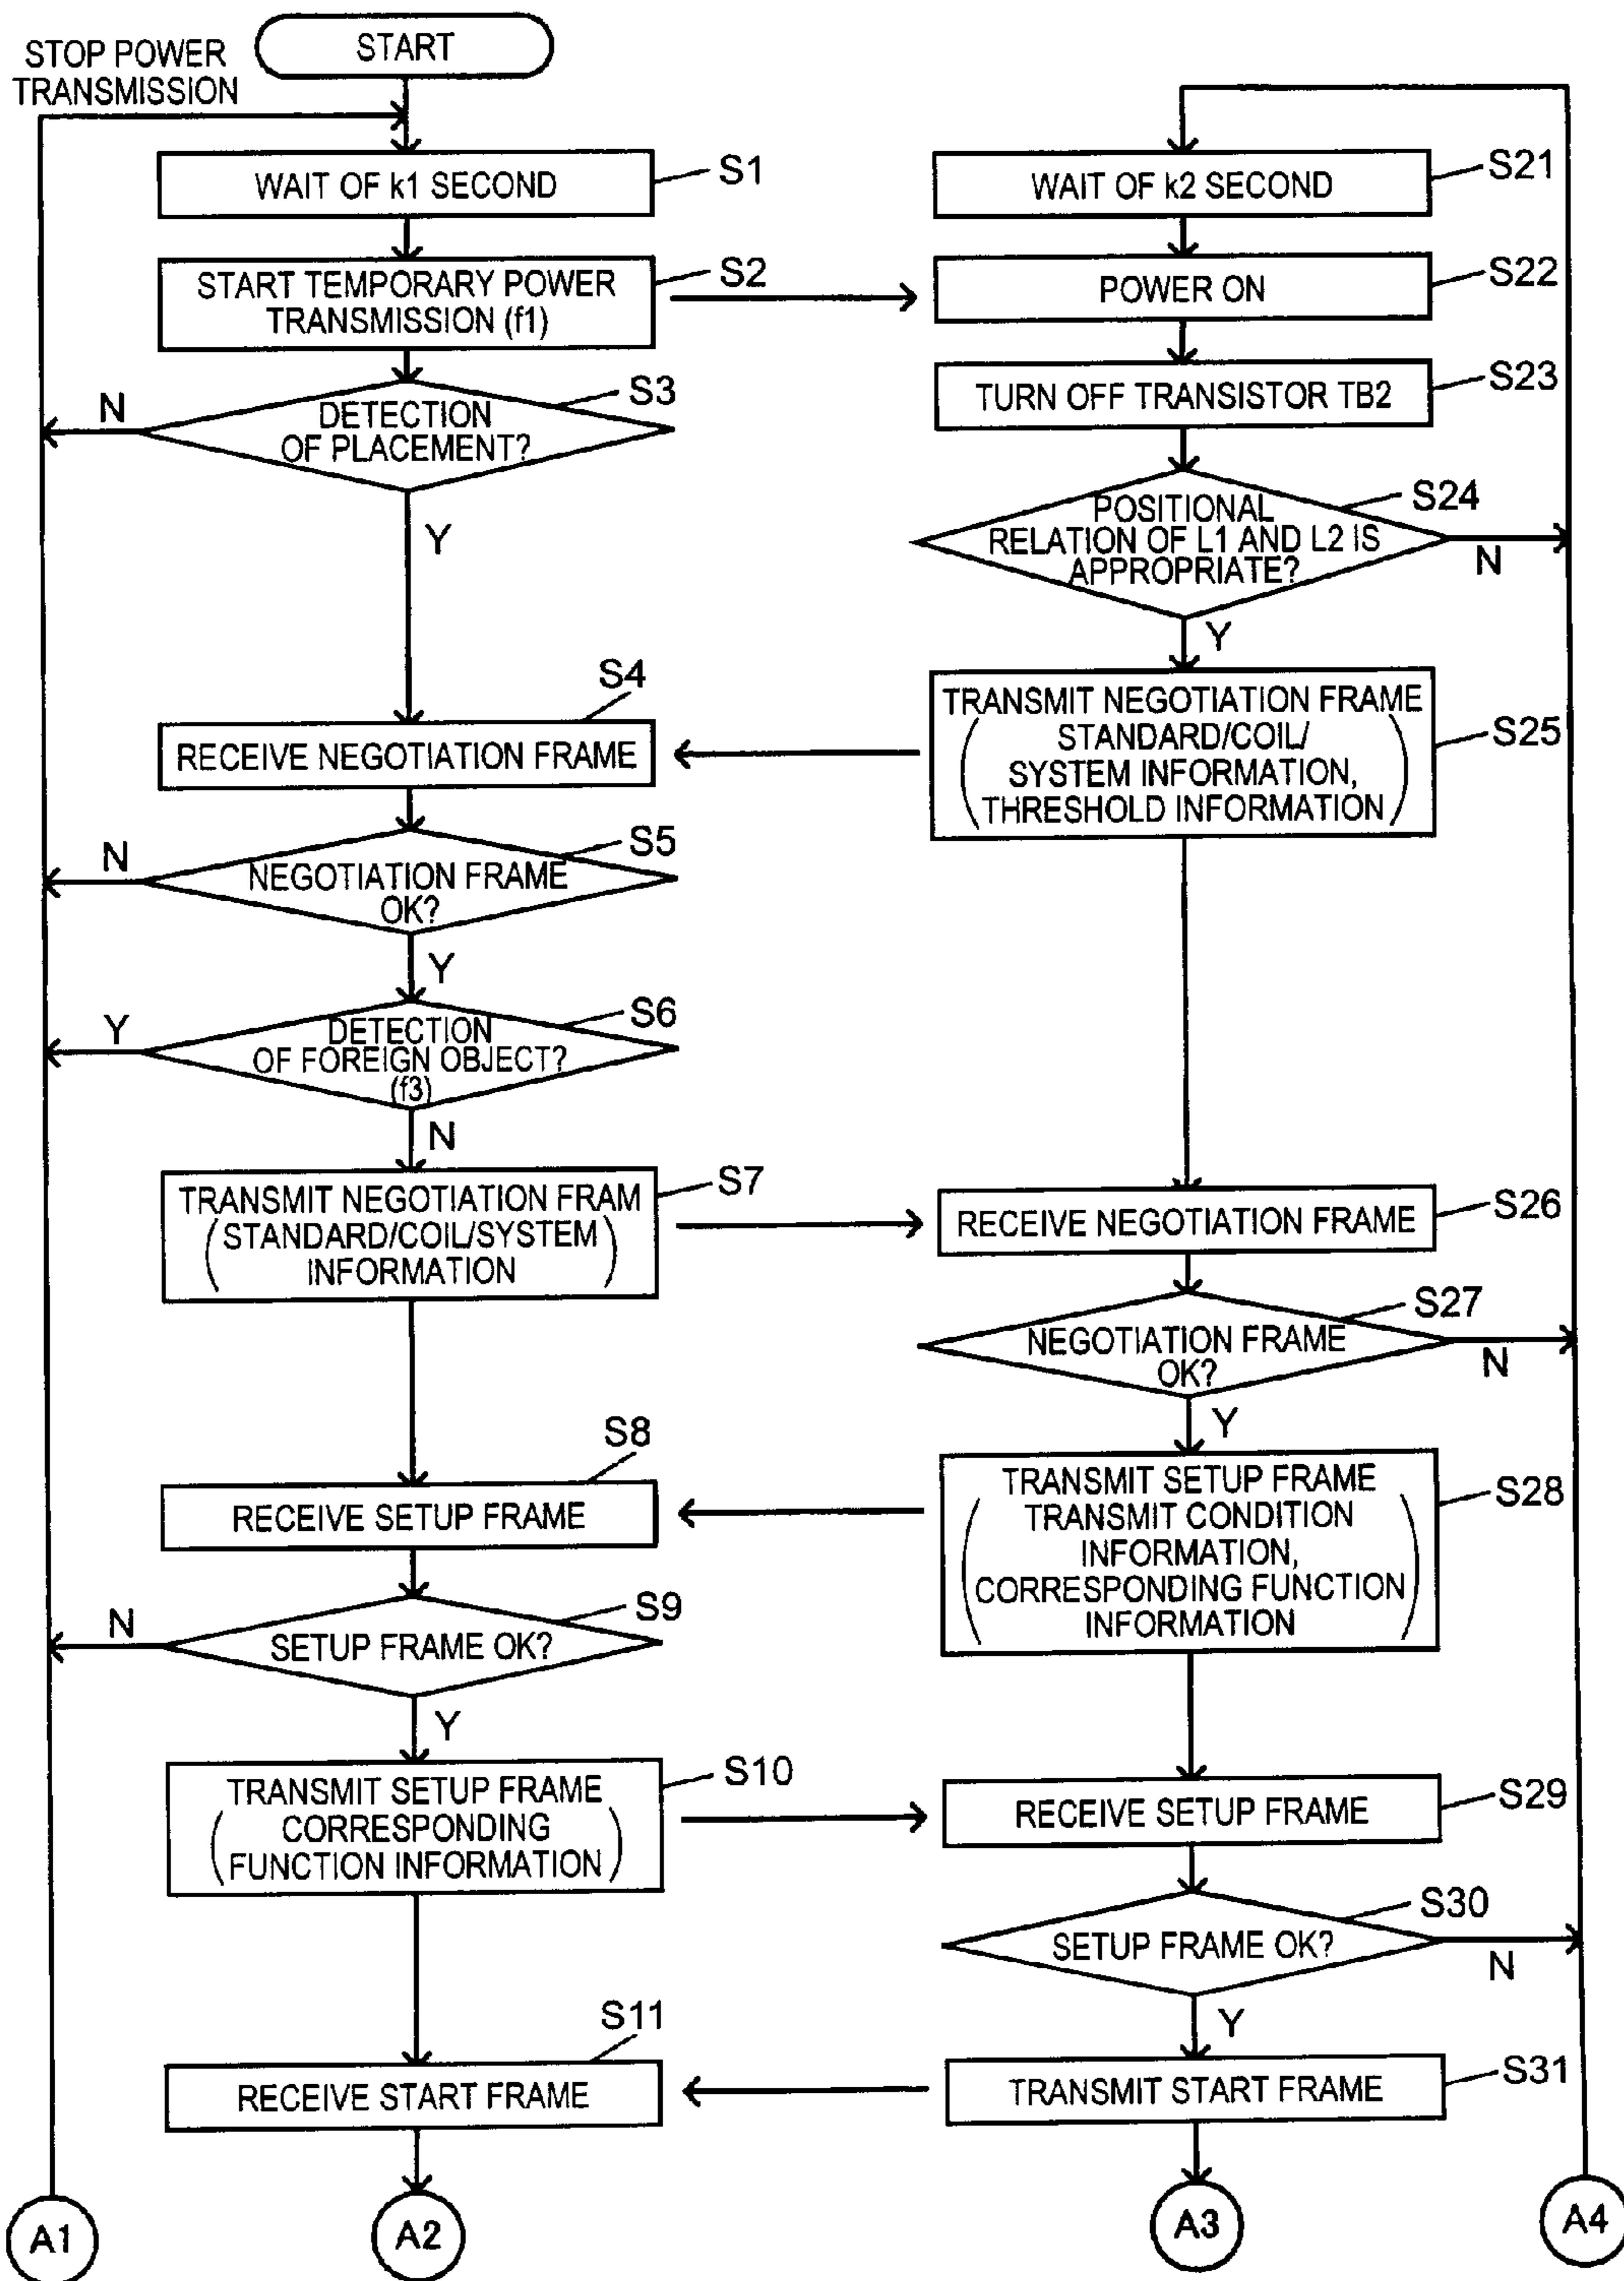 START
STOP POWER
TRANSMISSION
WAIT OF k1 SECOND
S1
START TEMPORARY POWER
TRANSMISSION (f1)
S2
DETECTION
OF PLACEMENT?
S3
N
Y
S4
RECEIVE NEGOTIATION FRAME
NEGOTIATION FRAME
OK?
S5
N
Y
DETECTION
OF FOREIGN OBJECT?
(f3)
S6
Y
N
TRANSMIT NEGOTIATION FRAM
(STANDARD/COIL/SYSTEM
INFORMATION)
S7
S8
RECEIVE SETUP FRAME
SETUP FRAME OK?
S9
N
Y
TRANSMIT SETUP FRAME
(CORRESPONDING
FUNCTION INFORMATION)
S10
S11
RECEIVE START FRAME
A1
A2
WAIT OF k2 SECOND
S21
POWER ON
S22
TURN OFF TRANSISTOR TB2
S23
POSITIONAL
RELATION OF L1 AND L2 IS
APPROPRIATE?
S24
N
Y
TRANSMIT NEGOTIATION FRAME
(STANDARD/COIL/
SYSTEM INFORMATION,
THRESHOLD INFORMATION)
S25
RECEIVE NEGOTIATION FRAME
S26
NEGOTIATION FRAME
OK?
S27
N
Y
TRANSMIT SETUP FRAME
(TRANSMIT CONDITION
INFORMATION,
CORRESPONDING FUNCTION
INFORMATION)
S28
RECEIVE SETUP FRAME
S29
SETUP FRAME OK?
S30
N
Y
TRANSMIT START FRAME
S31
A3
A4